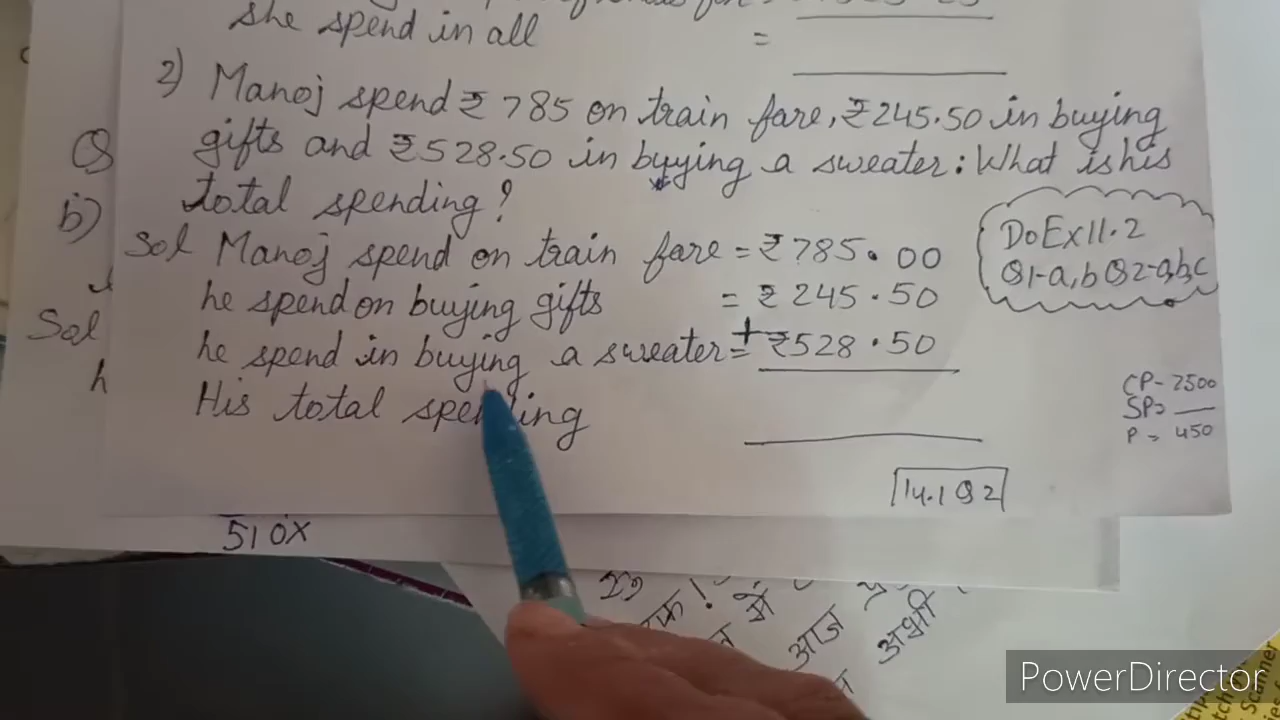 she spend in all =
2) Manoj spend ₹ 785 on train fare, ₹245.50 in buying
gifts and ₹528.50 in buying a sweater: What is his
total spending?
Sol Manoj spend on train fare = ₹785.00
he spend on buying gifts = ₹245.50
he spend in buying a sweater = + ₹528.50
His total spending
Do Ex 11.2
Q1-a,b Q2-a,b,c
CP- 2500
SP=
P = 450
14.1 Q2
Q
b)
Sol
h
510X
में
आज
PowerDirector